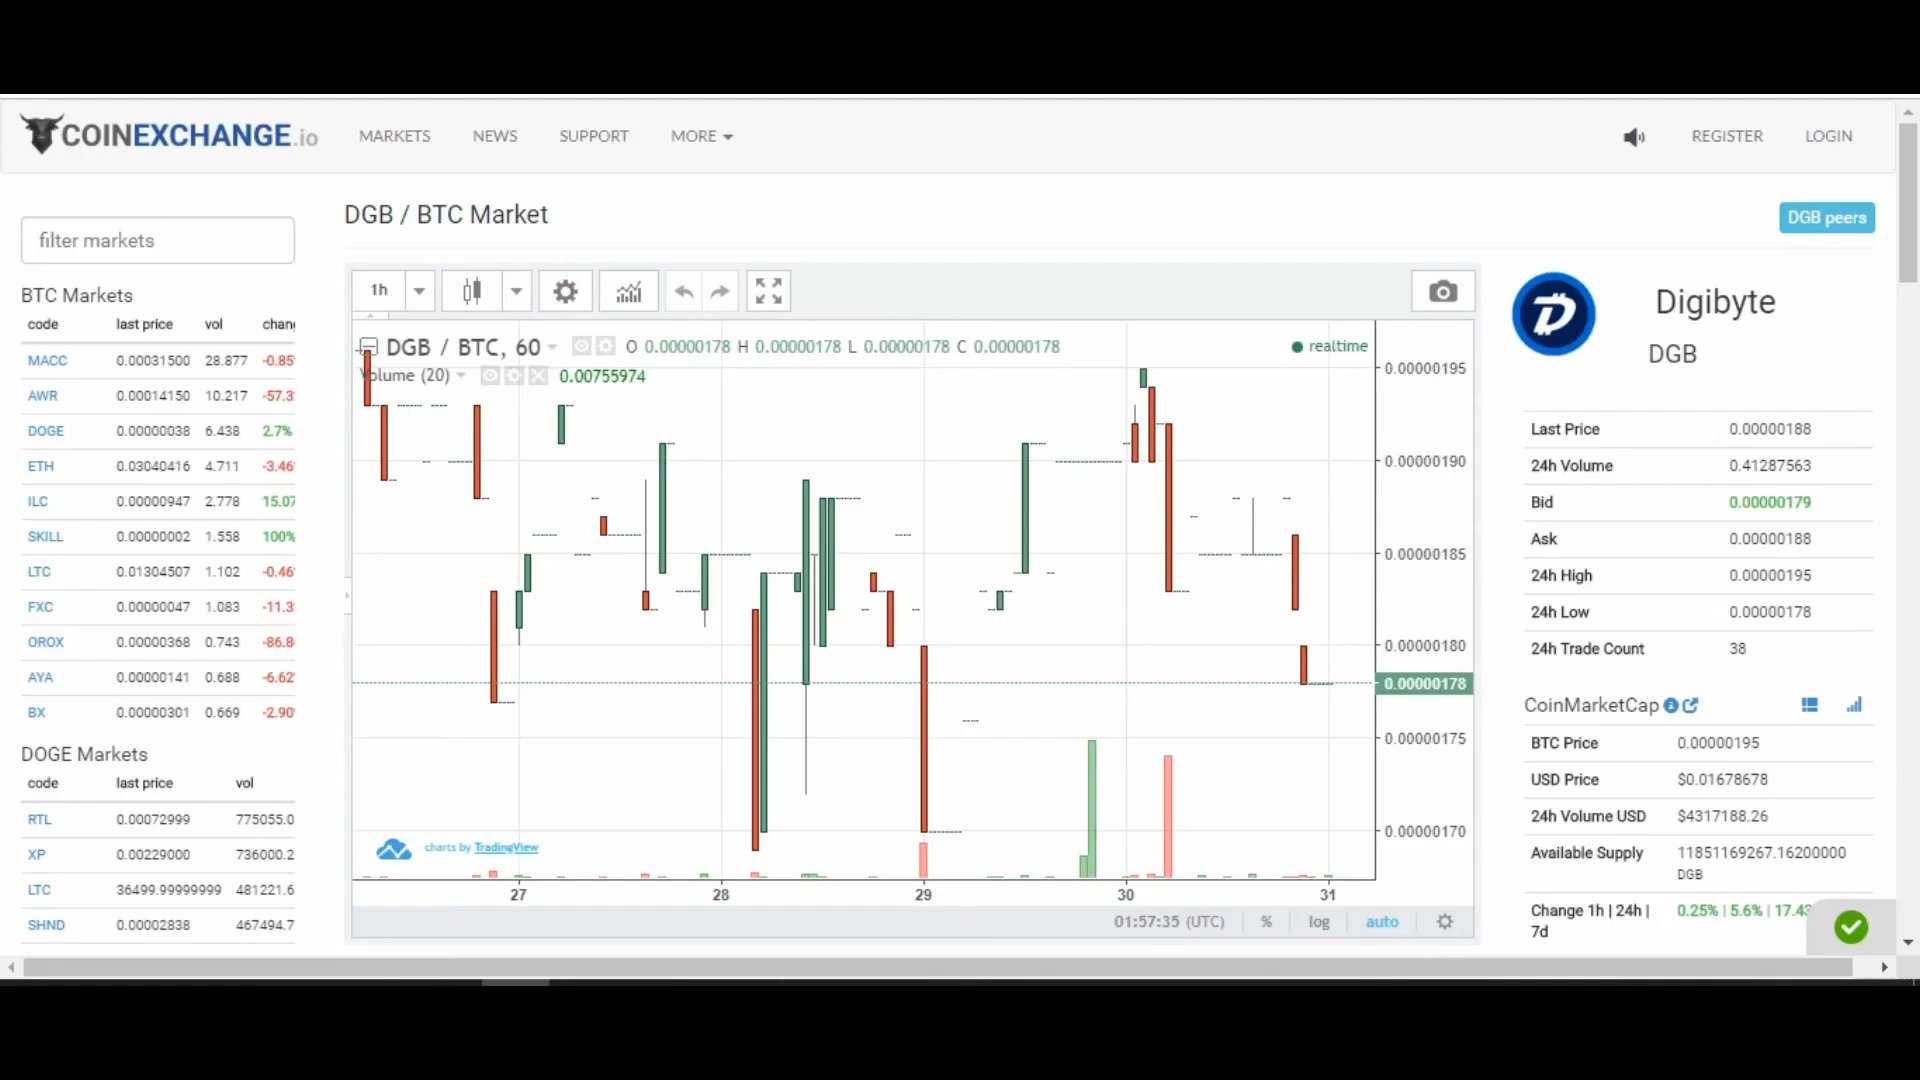 COINEXCHANGE.io MARKETS NEWS SUPPORT MORE REGISTER LOGIN
filter markets
DGB / BTC Market
DGB peers
BTC Markets
code last price vol chang
MACC 0.00031500 28.877 -0.85
AWR 0.00014150 10.217 -57.3
DOGE 0.00000038 6.438 2.7%
ETH 0.03040416 4.711 -3.46
ILC 0.00000947 2.778 15.07
SKILL 0.00000002 1.558 100%
LTC 0.01304507 1.102 -0.46
FXC 0.00000047 1.083 -11.3
OROX 0.00000368 0.743 -86.8
AYA 0.00000141 0.688 -6.62
BX 0.00000301 0.669 -2.90
DOGE Markets
code last price vol
RTL 0.00072999 775055.0
XP 0.00229000 736000.2
LTC 36499.99999999 481221.6
SHND 0.00002838 467494.7
1h
DGB / BTC, 60 O 0.00000178 H 0.00000178 L 0.00000178 C 0.00000178
realtime
Volume (20) 0.00755974
0.00000195
0.00000190
0.00000185
0.00000180
0.00000178
0.00000175
0.00000170
charts by TradingView
27 28 29 30 31
01:57:35 (UTC) % log auto
Digibyte
DGB
Last Price 0.00000188
24h Volume 0.41287563
Bid 0.00000179
Ask 0.00000188
24h High 0.00000195
24h Low 0.00000178
24h Trade Count 38
CoinMarketCap
BTC Price 0.00000195
USD Price $0.01678678
24h Volume USD $4317188.26
Available Supply 11851169267.16200000
DGB
Change 1h | 24h | 0.25% | 5.6% | 17.43
7d